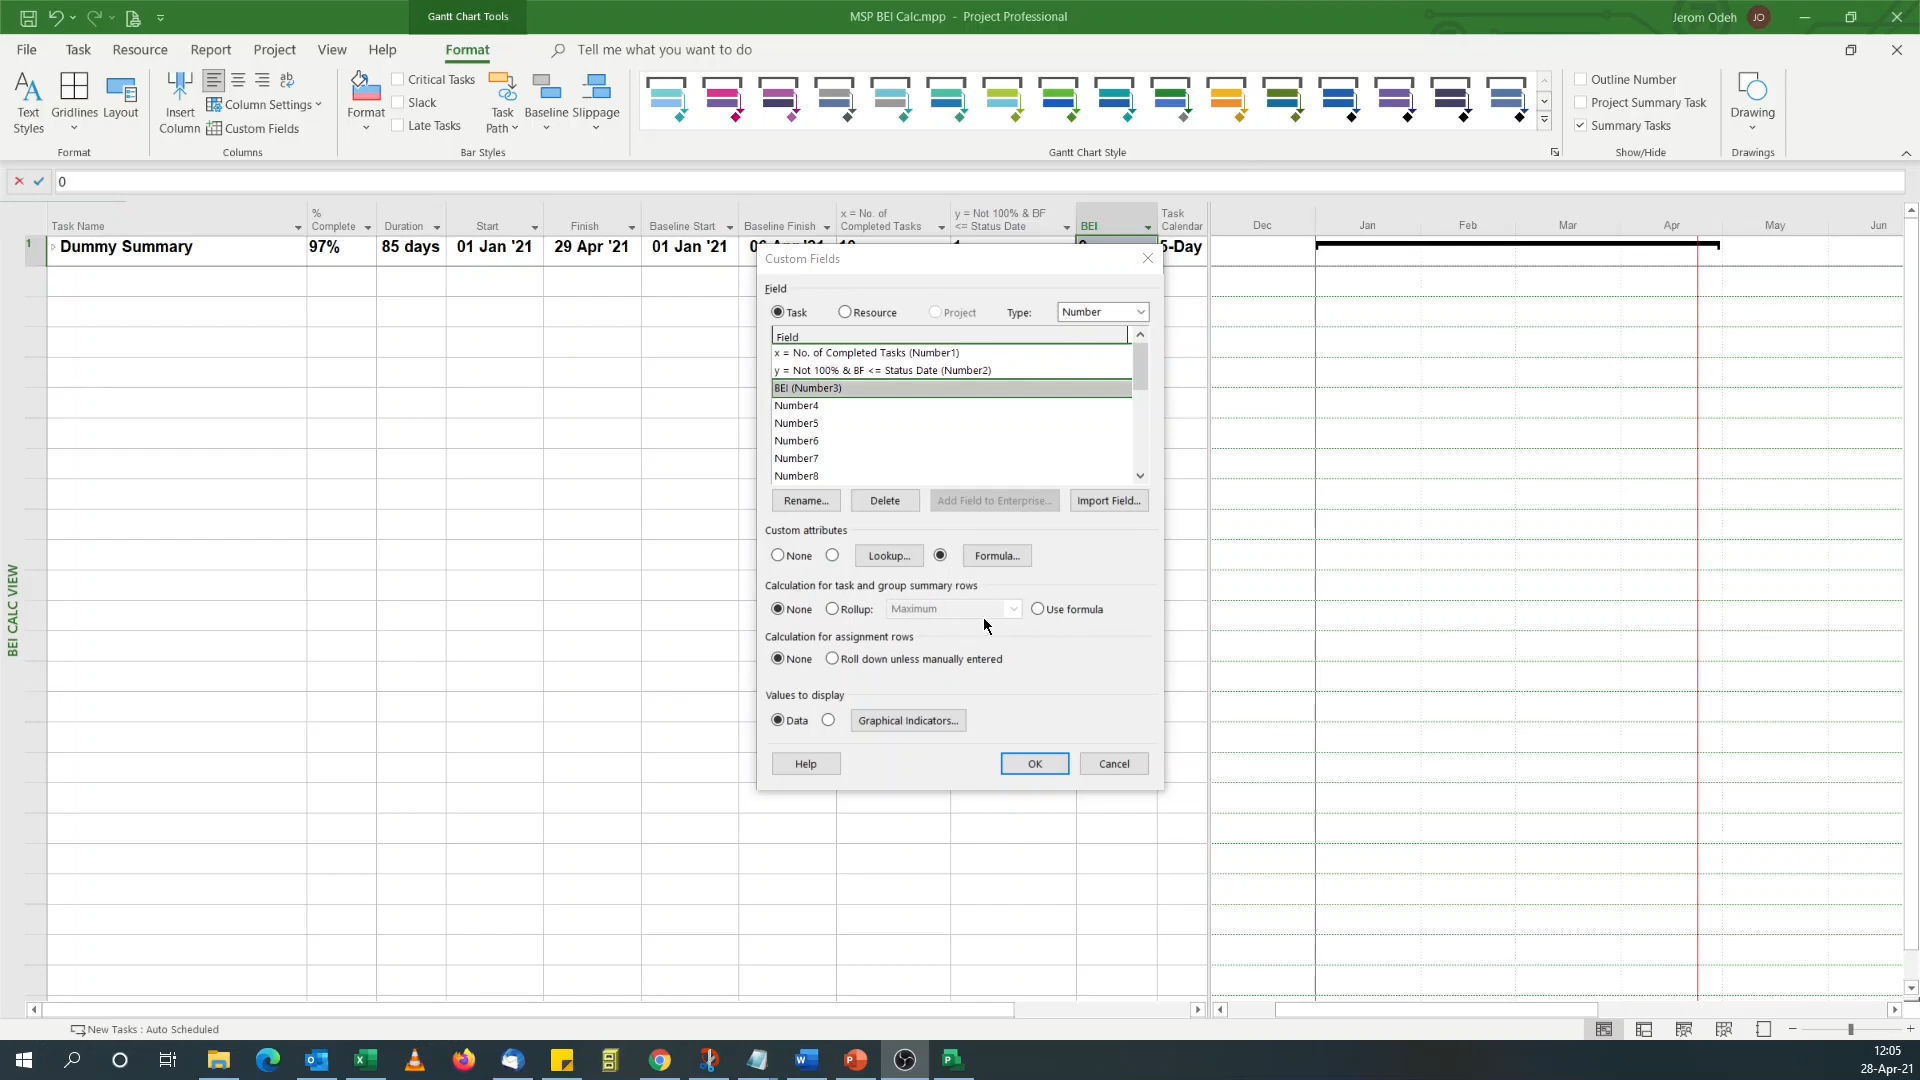 Gantt Chart Tools
MSP BEI Calc.mpp - Project Professional
Jerom Odeh
JO
File Task Resource Report Project View Help Format Tell me what you want to do
Text Styles
Gridlines
Layout
Format
Insert Column
Column Settings
Custom Fields
Columns
Format
Critical Tasks
Slack
Late Tasks
Task Path
Baseline
Slippage
Bar Styles
Gantt Chart Style
Outline Number
Project Summary Task
Summary Tasks
Show/Hide
Drawing
Drawings
0
Task Name
% Complete
Duration
Start
Finish
Baseline Start
Baseline Finish
x = No. of Completed Tasks
y = Not 100% & BF <= Status Date
BEI
Task Calendar
Dec Jan Feb Mar Apr May Jun
1 Dummy Summary 97% 85 days 01 Jan '21 29 Apr '21 01 Jan '21 5-Day
Custom Fields
Field
Task Resource Project Type: Number
Field
x = No. of Completed Tasks (Number1)
y = Not 100% & BF <= Status Date (Number2)
BEI (Number3)
Number4
Number5
Number6
Number7
Number8
Rename... Delete Add Field to Enterprise... Import Field...
Custom attributes
None Lookup... Formula...
Calculation for task and group summary rows
None Rollup: Maximum Use formula
Calculation for assignment rows
None Roll down unless manually entered
Values to display
Data Graphical Indicators...
Help OK Cancel
BEI CALC VIEW
New Tasks : Auto Scheduled
12:05
28-Apr-21